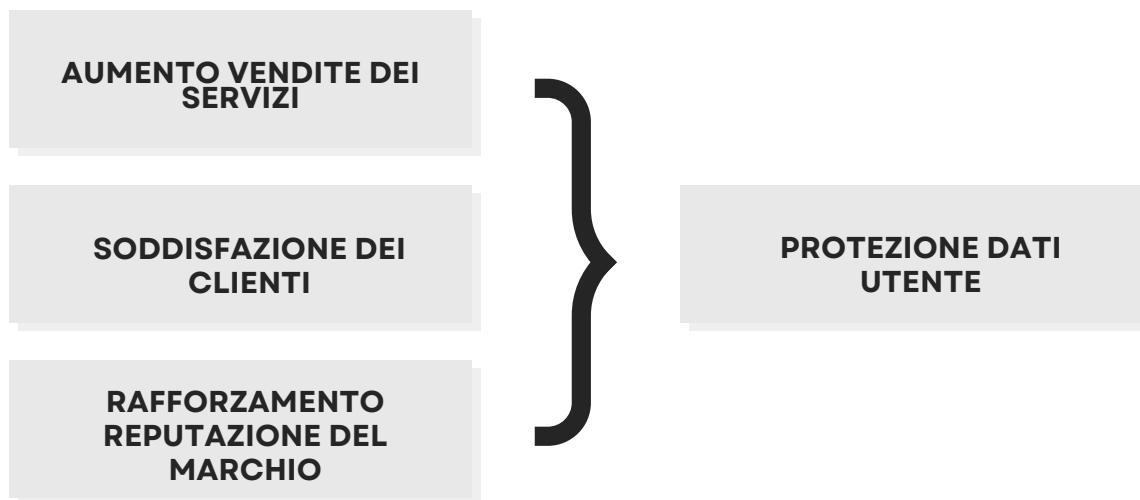 AUMENTO VENDITE DEI
SERVIZI
SODDISFAZIONE DEI
CLIENTI
RAFFORZAMENTO
REPUTAZIONE DEL
MARCHIO
PROTEZIONE DATI
UTENTE